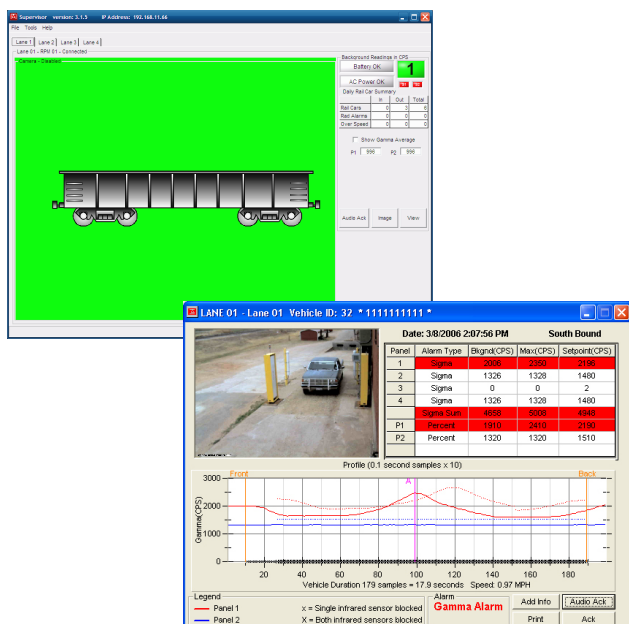 Supervisor version: 3.1.5 IP Address: 192.168.11.66
File Tools Help
Lane 1 Lane 2 Lane 3 Lane 4
Lane 01 - RPM 01 - Connected
Camera - Disabled
Background Readings in CPS
Battery OK
1
AC Power OK
Daily Rail Car Summary
In Out Total
Rail Cars 0 3 6
Rad Alarms 0 0 0
Over Speed 0 0 0
Show Gamma Average
P1 996 P2 996
Audio Ack Image View
LANE 01 - Lane 01 Vehicle ID: 32 * 1111111111 *
Date: 3/8/2006 2:07:56 PM South Bound
Panel Alarm Type Bkgnd(CPS) Max(CPS) Setpoint(CPS)
1 Sigma 2006 2350 2196
2 Sigma 1326 1328 1480
3 Sigma 0 0 2
4 Sigma 1326 1328 1480
Sigma Sum 4658 5006 4948
P1 Percent 1910 2410 2190
P2 Percent 1320 1320 1510
Profile (0.1 second samples x 10)
Front Back
A
Gamma(CPS)
3000
2000
1000
0
20 40 60 80 100 120 140 160 180
Vehicle Duration 179 samples = 17.9 seconds Speed: 0.97 MPH
Legend
Panel 1 x = Single infrared sensor blocked
Panel 2 X = Both infrared sensors blocked
Alarm
Gamma Alarm
Add Info Audio Ack
Print Ack